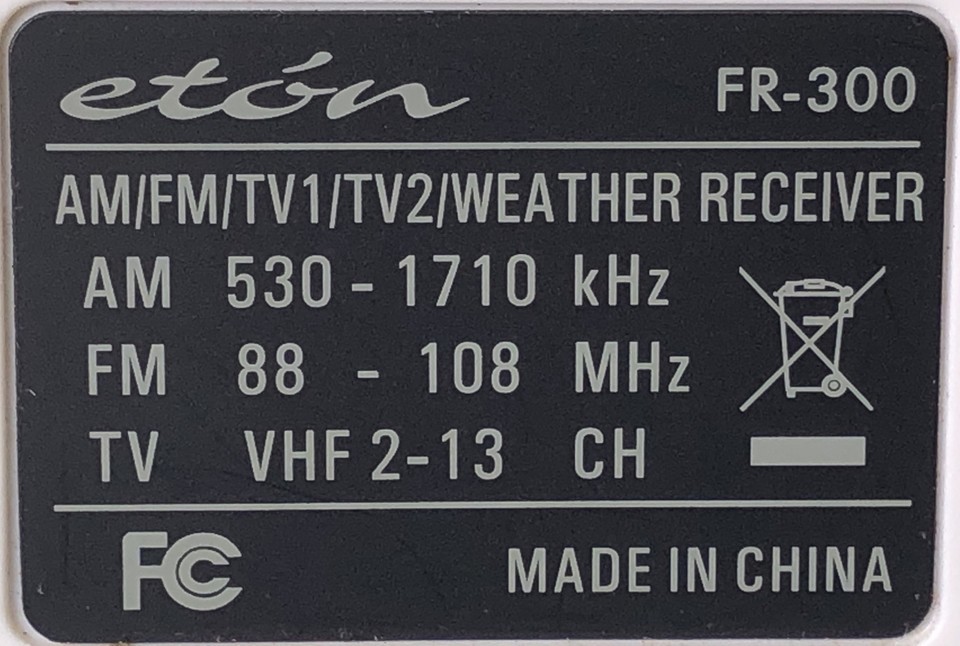 etón FR-300
AM/FM/TV1/TV2/WEATHER RECEIVER
AM 530 - 1710 kHz
FM 88 - 108 MHz
TV VHF 2-13 CH
FC MADE IN CHINA